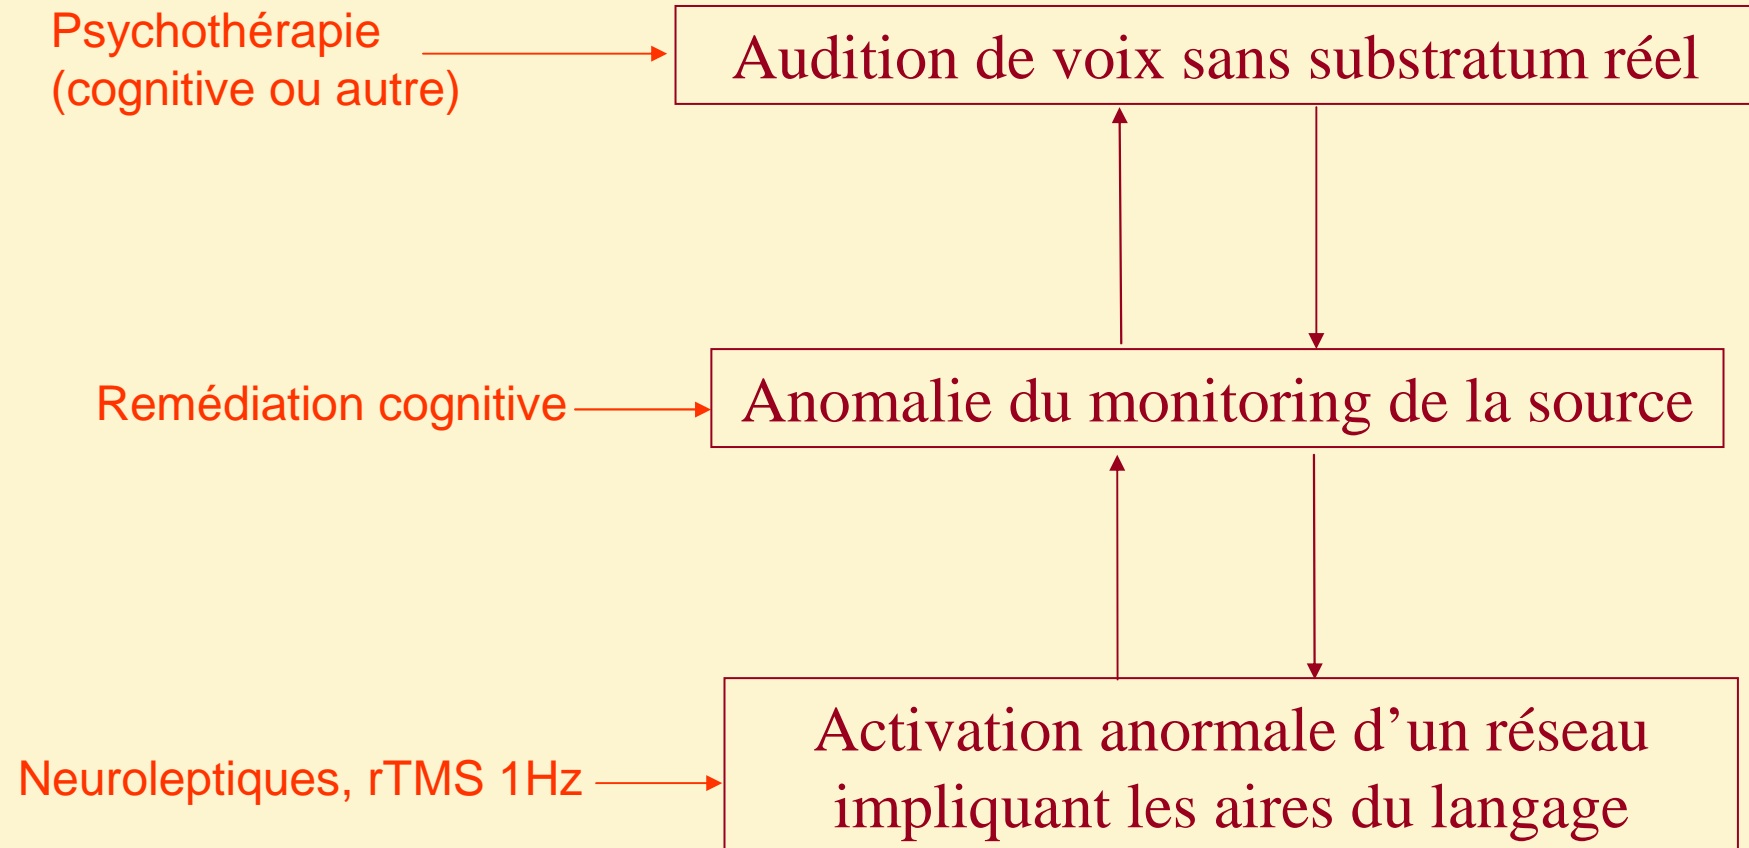 Psychothérapie
(cognitive ou autre)
Audition de voix sans substratum réel
Remédiation cognitive
Anomalie du monitoring de la source
Neuroleptiques, rTMS 1Hz
Activation anormale d’un réseau
impliquant les aires du langage